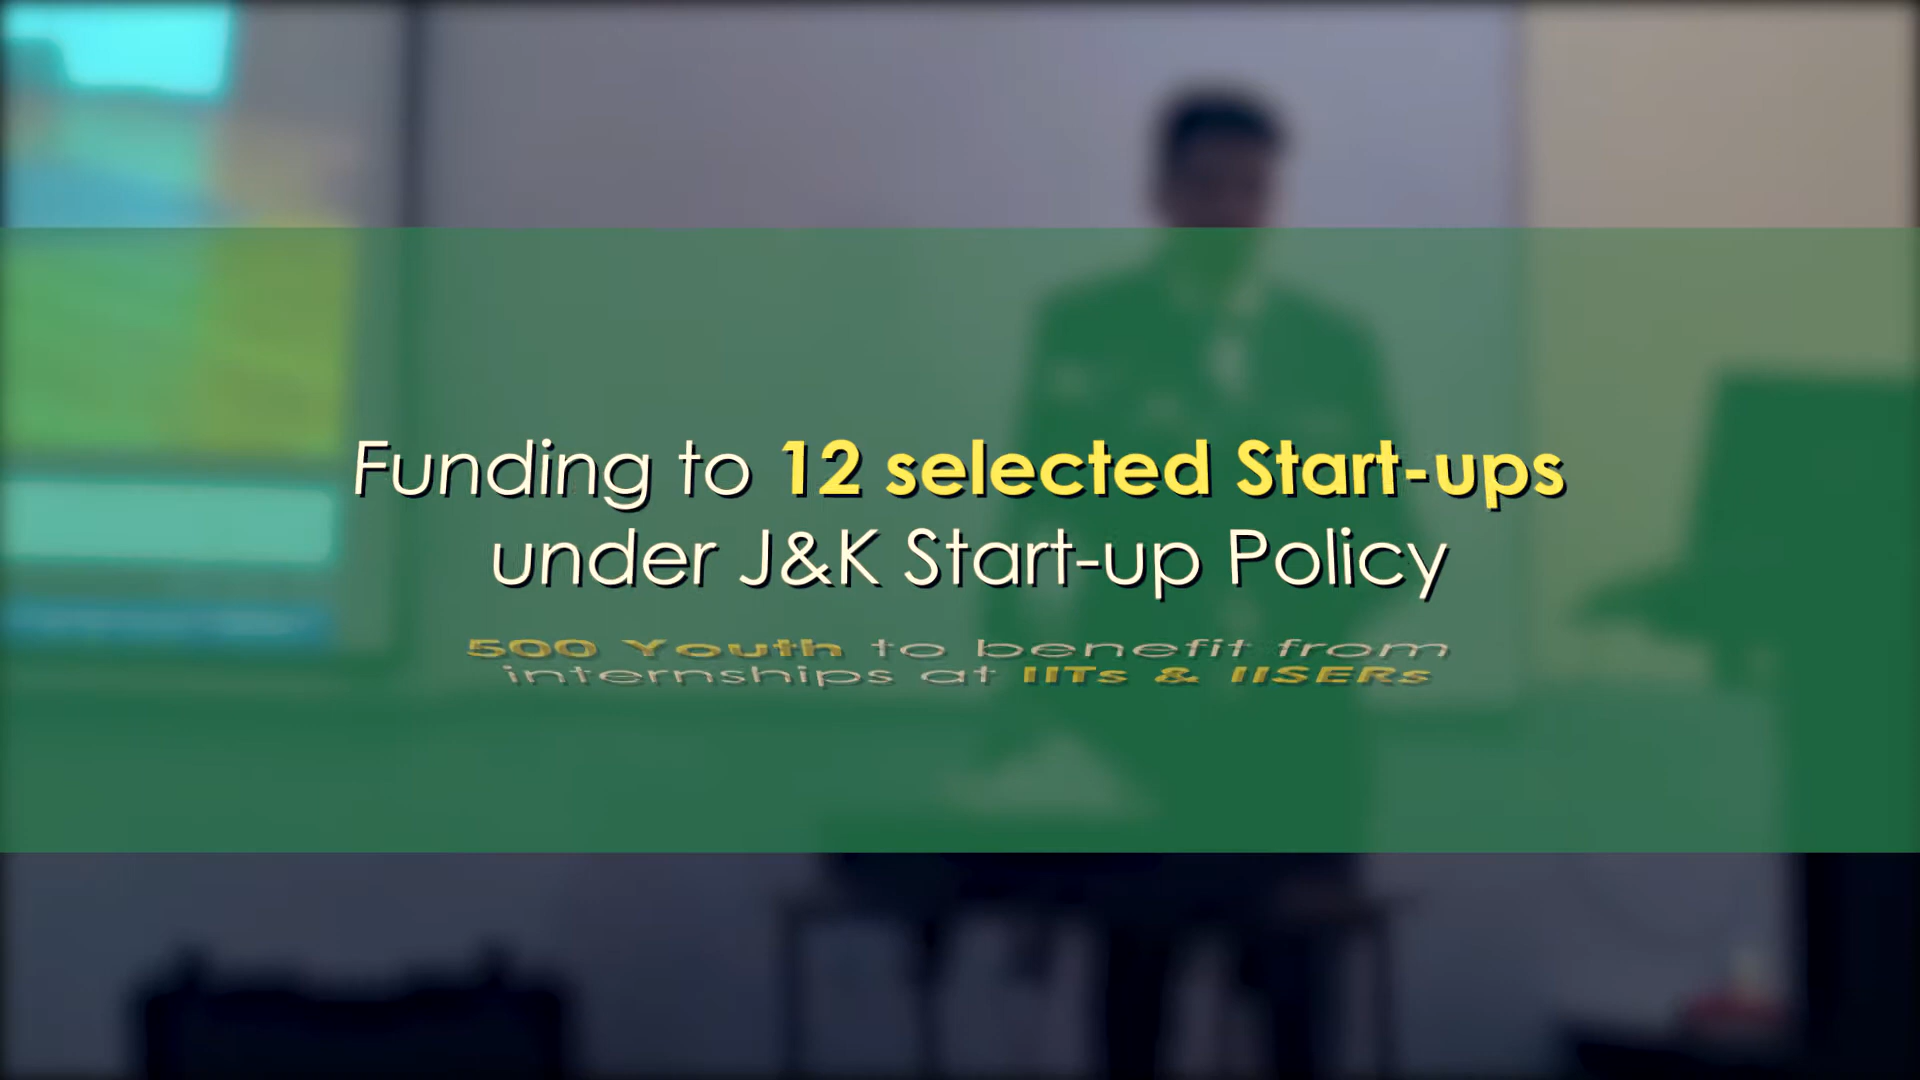 Funding to 12 selected Start-ups
under J&K Start-up Policy
500 Youth to benefit from
internships at IITs & IISERs